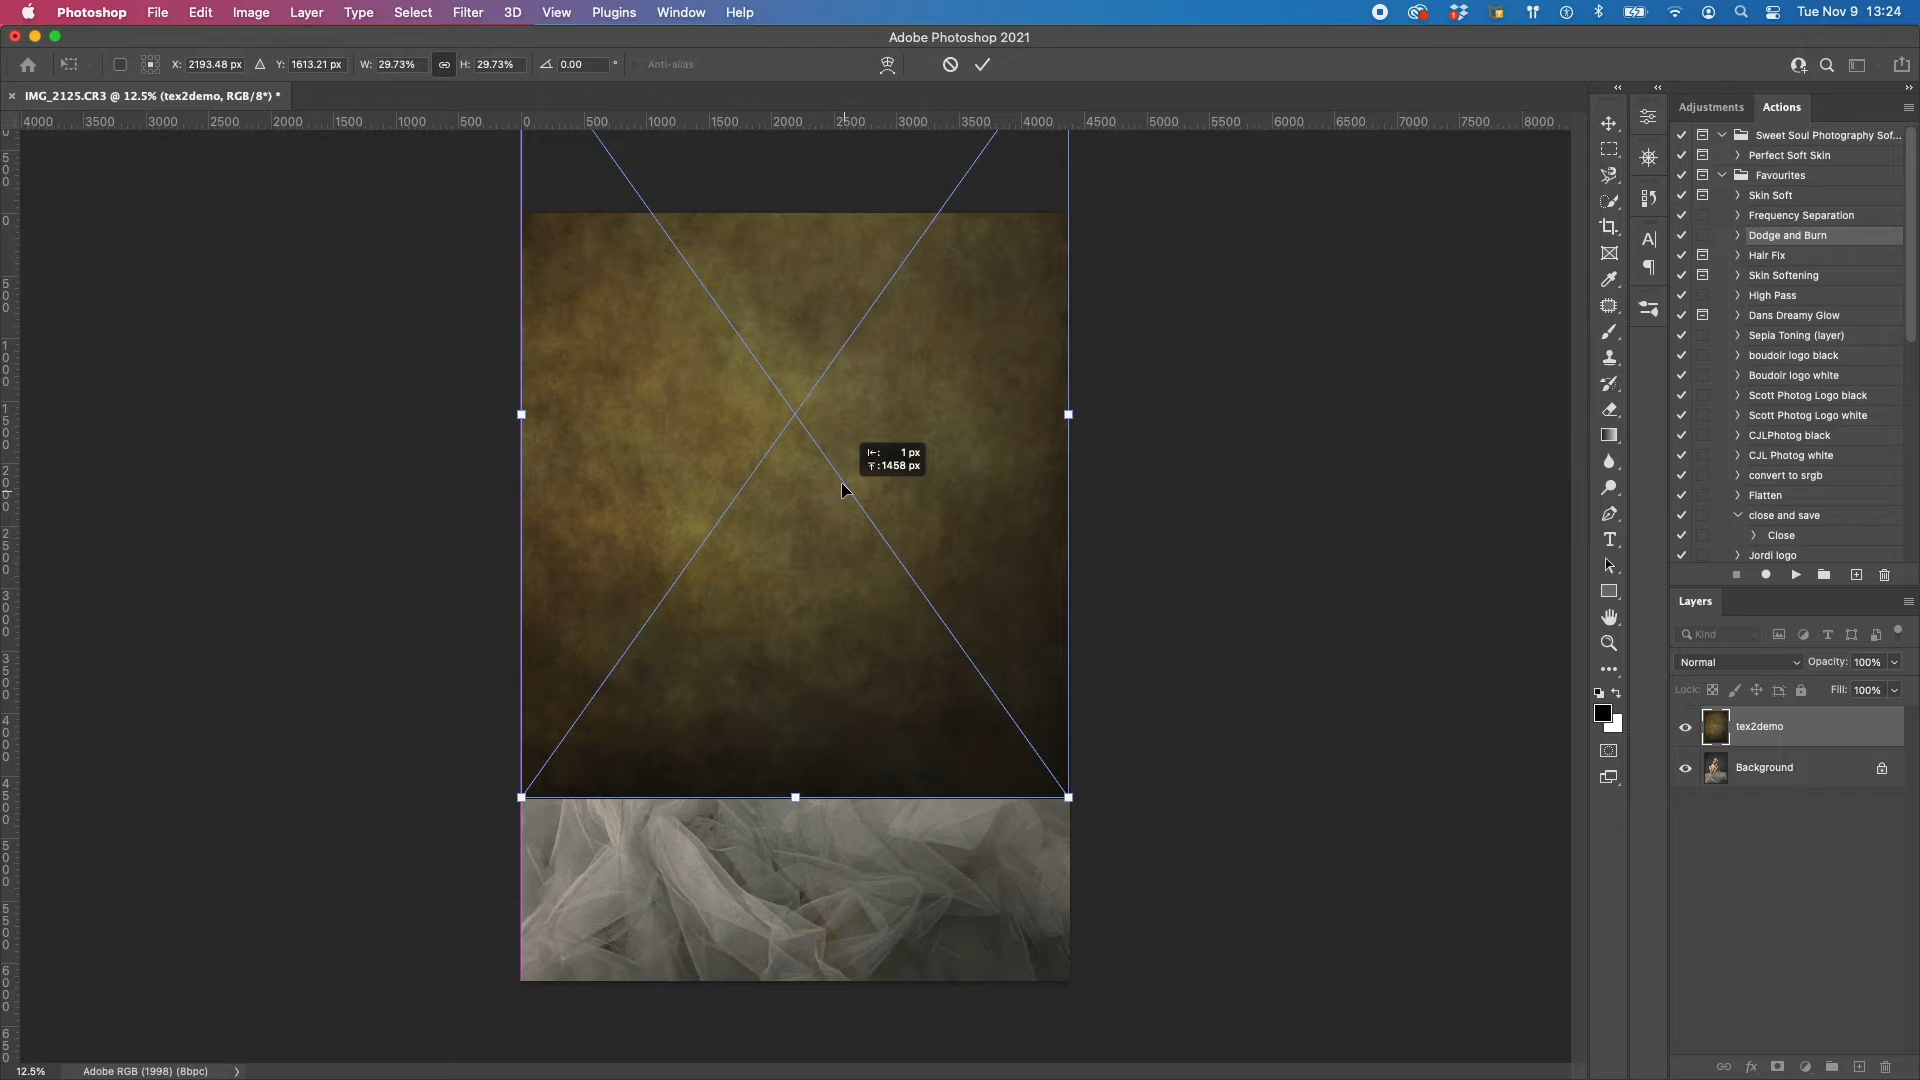 Photoshop File Edit Image Layer Type Select Filter 3D View Plugins Window Help Tue Nov 9 13:24
Adobe Photoshop 2021
X: 2193.48 px Y: 1613.21 px W: 29.73% H: 29.73% 0.00 ° Anti-alias
× IMG_2125.CR3 @ 12.5% (tex2demo, RGB/8*) *
4000 3500 3000 2500 2000 1500 1000 500 0 500 1000 1500 2000 2500 3000 3500 4000 4500 5000 5500 6000 6500 7000 7500 8000
Adjustments Actions
Sweet Soul Photography Sof...
Perfect Soft Skin
Favourites
Skin Soft
Frequency Separation
Dodge and Burn
Hair Fix
Skin Softening
High Pass
Dans Dreamy Glow
Sepia Toning (layer)
boudoir logo black
Boudoir logo white
Scott Photog Logo black
Scott Photog Logo white
CJLPhotog black
CJL Photog white
convert to srgb
Flatten
close and save
Close
Jordi logo
1 px
1458 px
Layers
Kind
Normal Opacity: 100%
Lock: Fill: 100%
tex2demo
Background
12.5% Adobe RGB (1998) (8bpc)